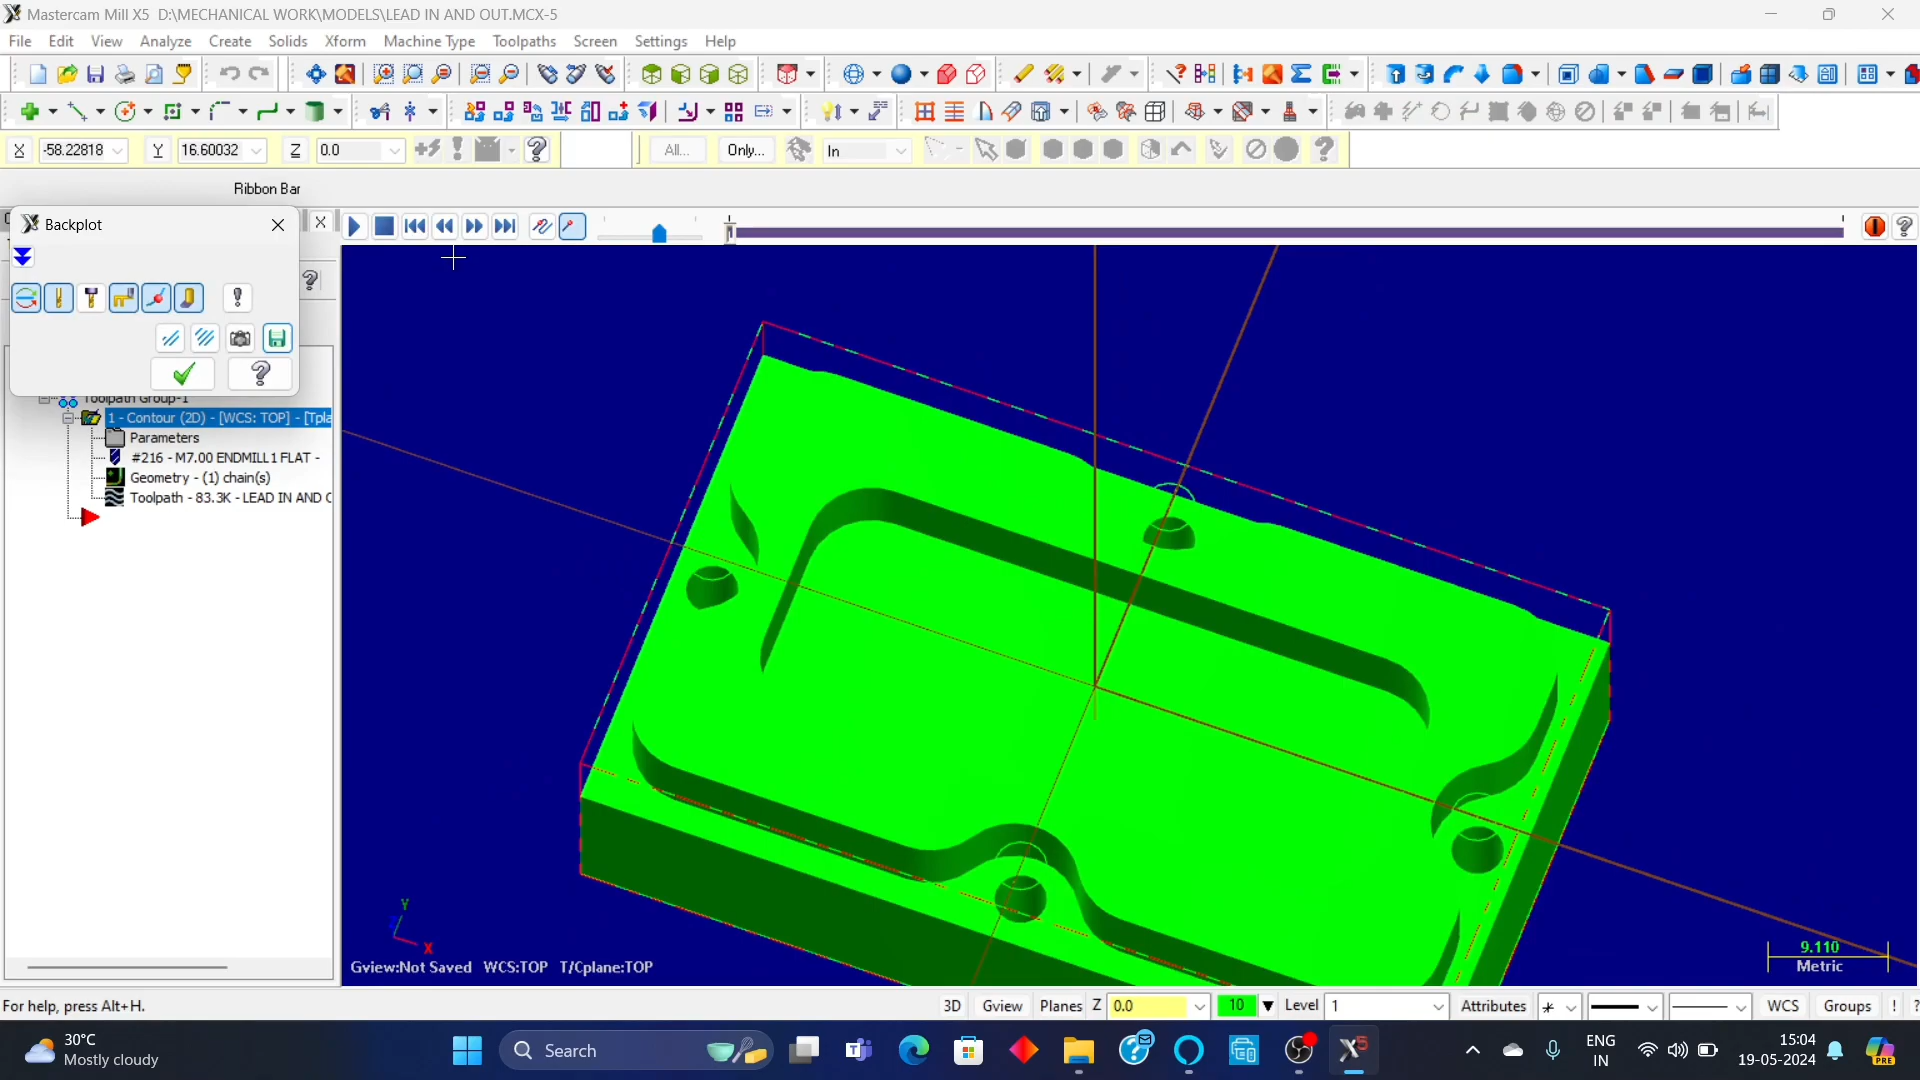 Mastercam Mill X5 D:\MECHANICAL WORK\MODELS\LEAD IN AND OUT.MCX-5
File Edit View Analyze Create Solids Xform Machine Type Toolpaths Screen Settings Help
X -58.22818 Y 16.60032 Z 0.0 All... Only... In
Ribbon Bar
Backplot
Toolpath Group-1
1 - Contour (2D) - [WCS: TOP] - [Tpla
Parameters
#216 - M7.00 ENDMILL1 FLAT -
Geometry - (1) chain(s)
Toolpath - 83.3K - LEAD IN AND
Y
X
Gview:Not Saved WCS:TOP T/Cplane:TOP
9.110
Metric
For help, press Alt+H.
3D Gview Planes Z 0.0 10 Level 1 Attributes WCS Groups ! ?
30°C
Mostly cloudy
Search
ENG
IN
15:04
19-05-2024
PRE